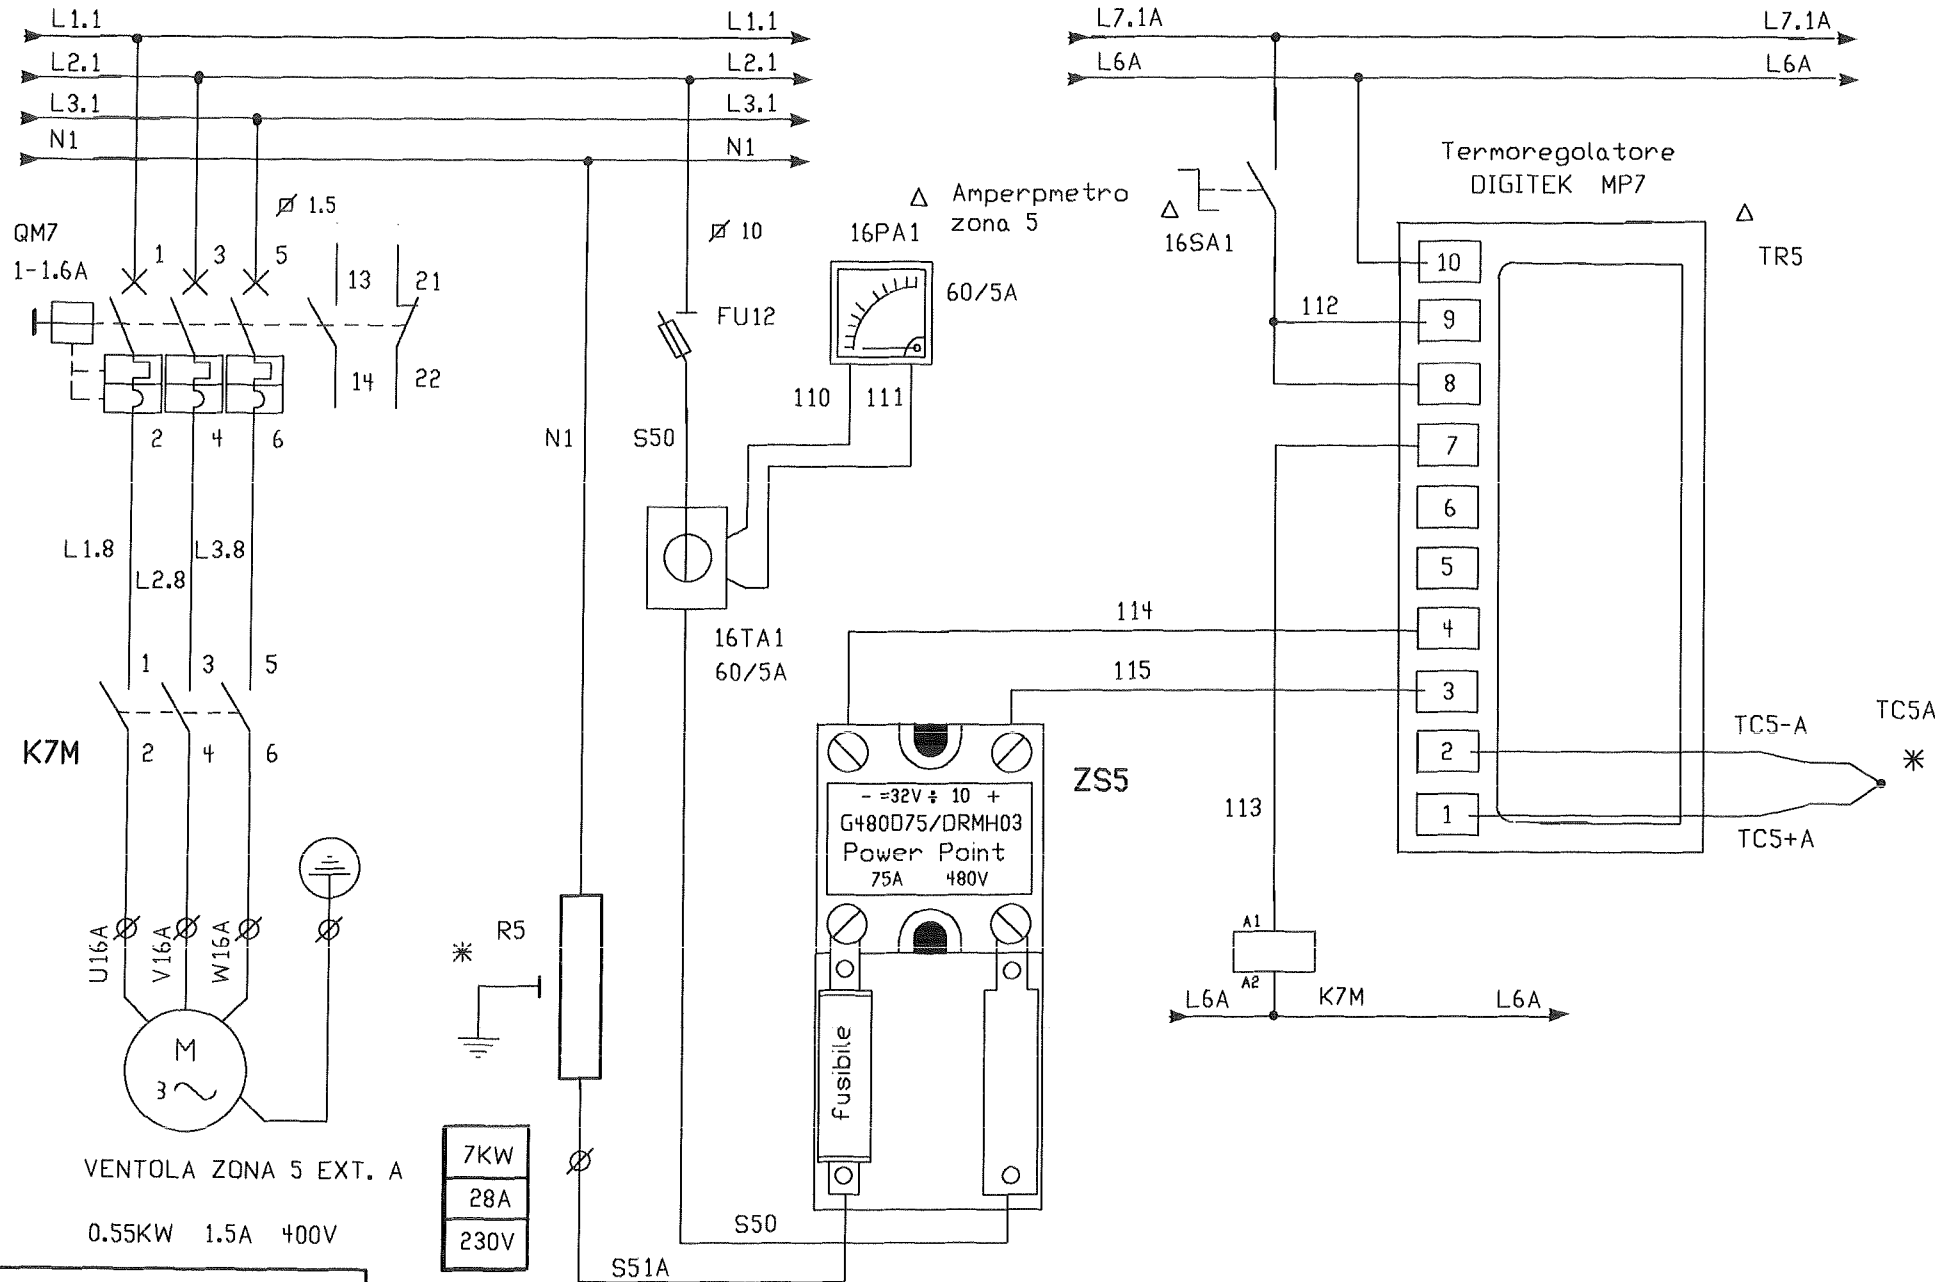 L1.1
L1.1
L2.1
L2.1
L3.1
L3.1
N1
N1
L7.1A
L7.1A
L6A
L6A
1.5
QM7
1-1.6A
1
3
5
13
21
14
22
2
4
6
L1.8
L2.8
L3.8
1
3
5
K7M
2
4
6
U16A
V16A
W16A
M
3
VENTOLA ZONA 5 EXT. A
0.55KW 1.5A 400V
N1
R5
7KW
28A
230V
S51A
10
FU12
S50
16TA1
60/5A
S50
Amperpmetro
zona 5
16PA1
60/5A
110
111
- =32V ÷ 10 +
G480D75/DRMH03
Power Point
75A 480V
ZS5
fusibile
16SA1
112
113
114
115
A1
A2
K7M
L6A
L6A
Termoregolatore
DIGITEK MP7
TR5
10
9
8
7
6
5
4
3
2
1
TC5-A
TC5A
TC5+A